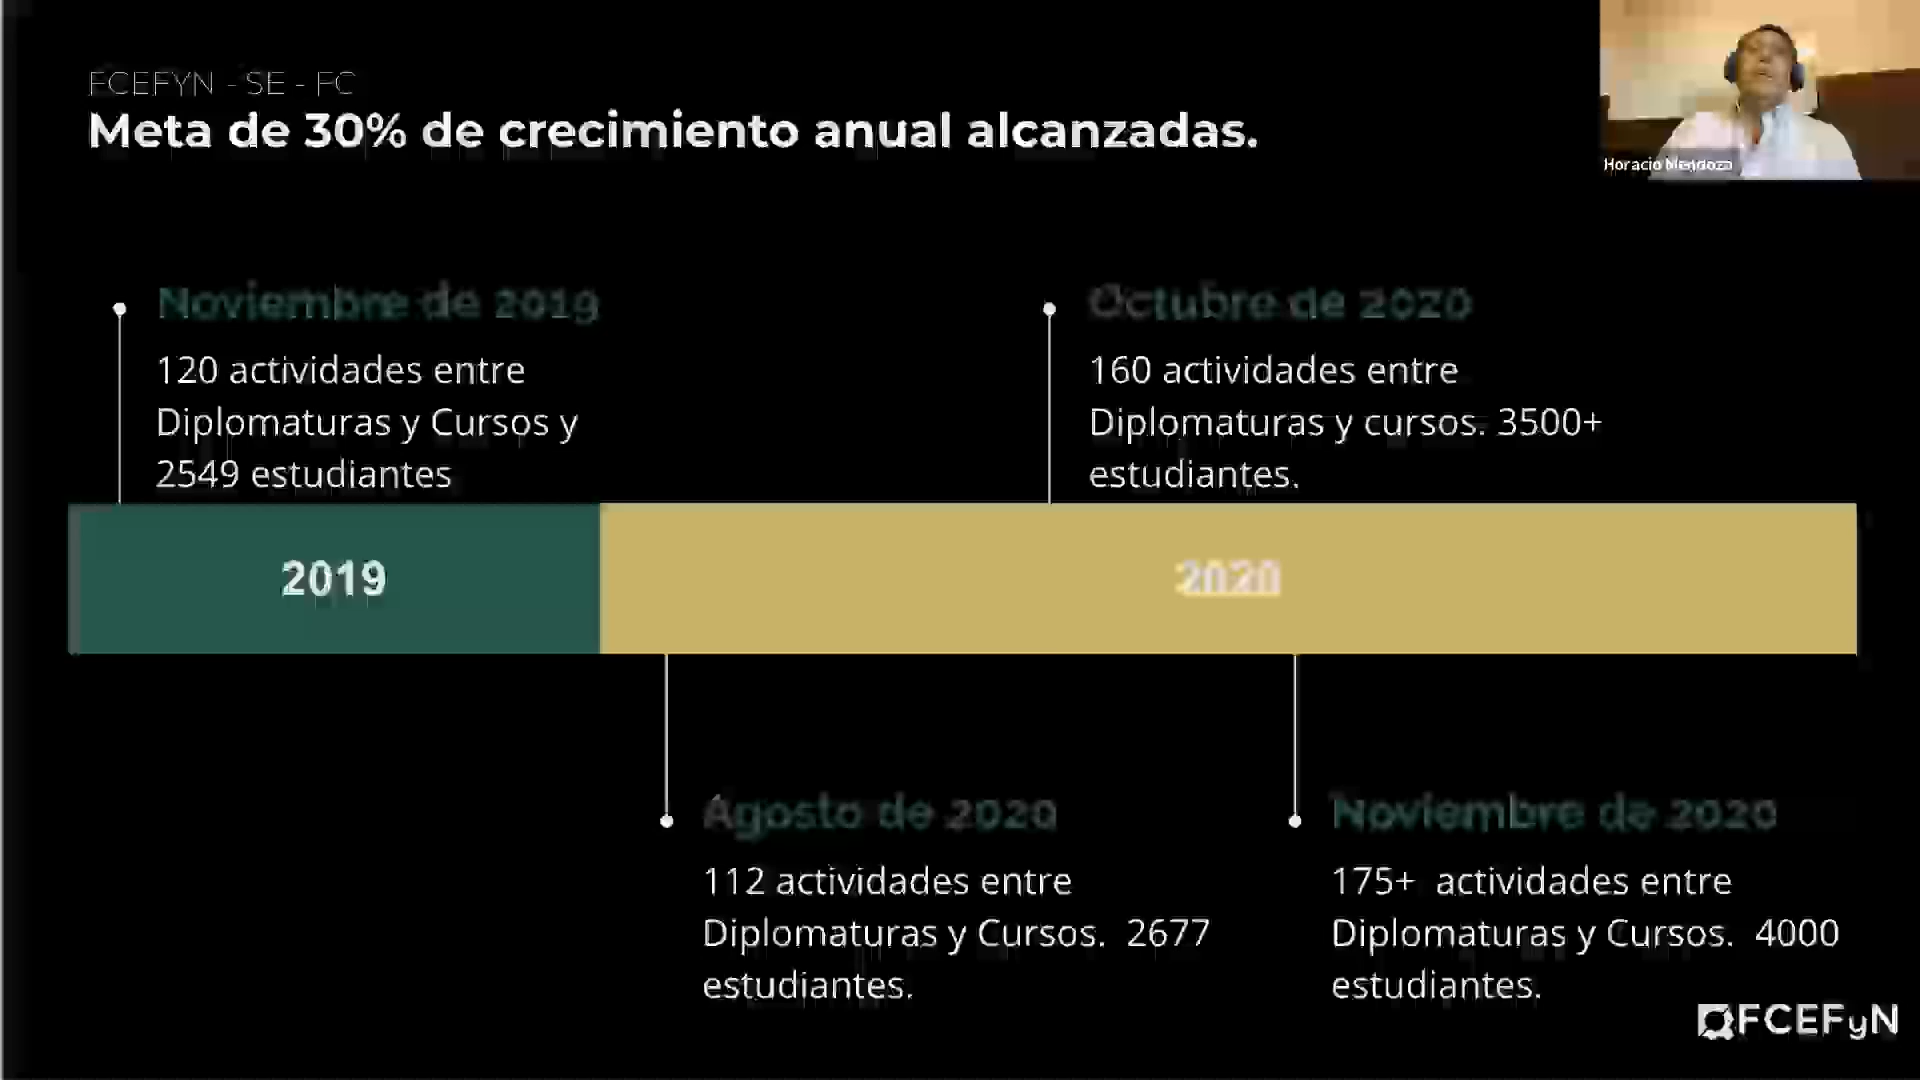 FCEFYN - SE - FC
Meta de 30% de crecimiento anual alcanzadas.
Horacio Mendoza
Noviembre de 2019
120 actividades entre
Diplomaturas y Cursos y
2549 estudiantes
Octubre de 2020
160 actividades entre
Diplomaturas y cursos. 3500+
estudiantes.
2019
2020
Agosto de 2020
112 actividades entre
Diplomaturas y Cursos. 2677
estudiantes.
Noviembre de 2020
175+ actividades entre
Diplomaturas y Cursos. 4000
estudiantes.
FCEFyN